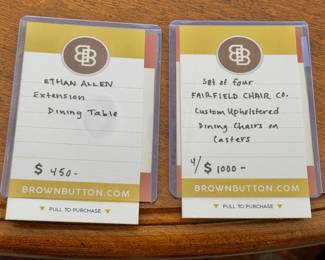 ETHAN ALLEN
Extension
Dining Table
$ 450-
BROWNBUTTON.COM
PULL TO PURCHASE
Set of four
FAIRFIELD CHAIR CO.
Custom Upholstered
Dining Chairs on
Casters
4/ $ 1000-
BROWNBUTTON.COM
PULL TO PURCHASE